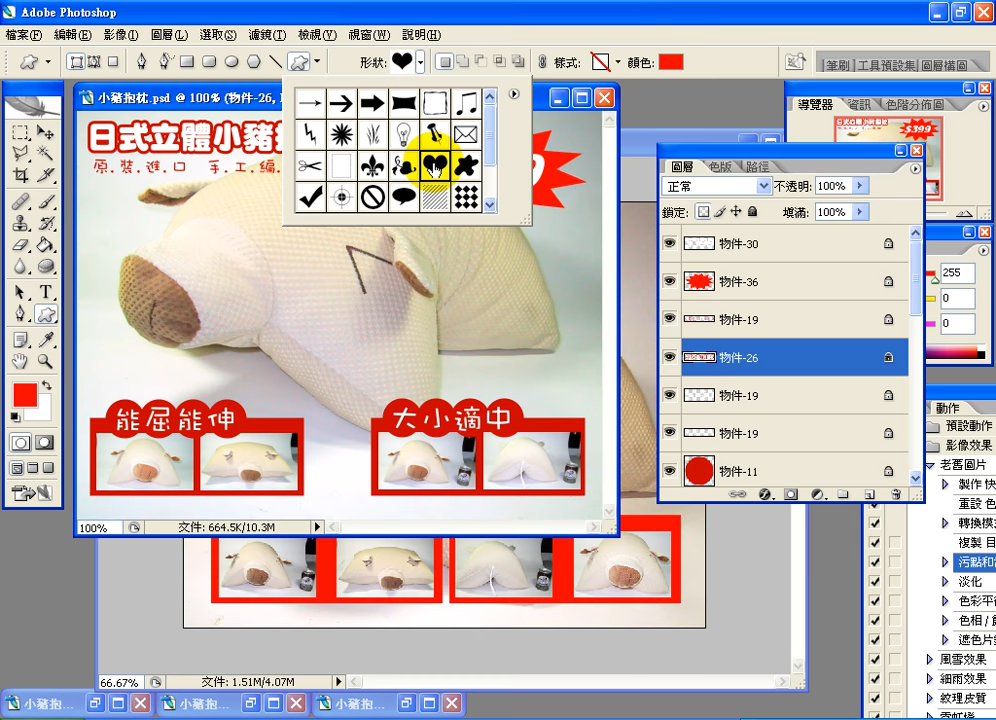 Adobe Photoshop
檔案(F) 編輯(E) 影像(I) 圖層(L) 選取(S) 濾鏡(T) 檢視(V) 視窗(W) 說明(H)
形狀: 樣式: 顏色: 筆刷 工具預設集 圖層構圖
小豬抱枕.psd @ 100% (物件-26,
日式立體小豬
原.裝.進.口 手.工.編.
能屈能伸
大小適中
100% 文件: 664.5K/10.3M
66.67% 文件: 1.51M/4.07M
小豬抱... 小豬抱... 小豬抱...
導覽器 資訊 色階分佈圖
$399
圖層 色版 路徑
正常 不透明: 100%
鎖定: 填滿: 100%
物件-30
物件-36
物件-19
物件-26
物件-19
物件-19
物件-11
255
0
0
動作
預設動作
影像效果
老舊圖片
製作 快
重設 色
轉換模
複製 目
污點和
淡化
色彩平
色相 /
遮色片
風雪效果
細雨效果
紋理皮質